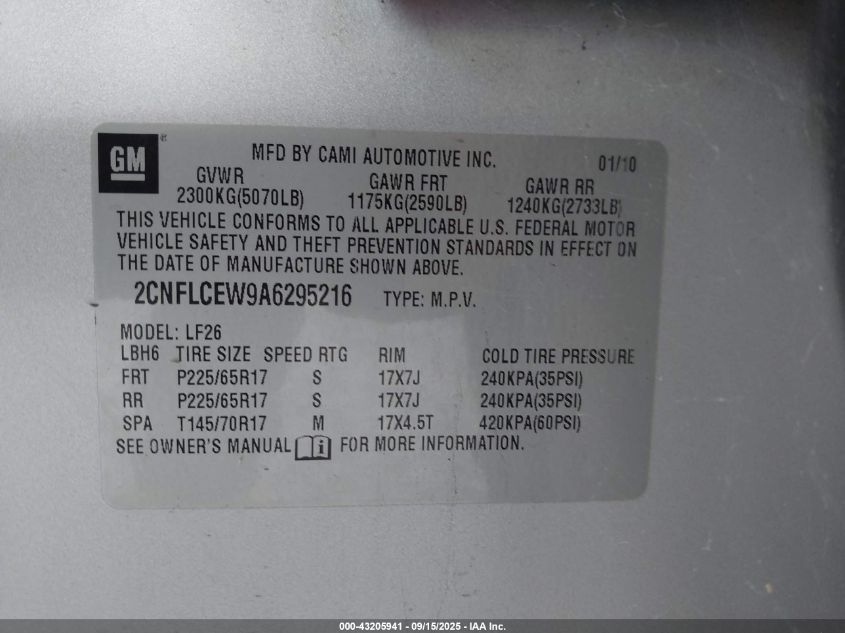 GM
MFD BY CAMI AUTOMOTIVE INC. 01/10
GVWR GAWR FRT GAWR RR
2300KG(5070LB) 1175KG(2590LB) 1240KG(2733LB)
THIS VEHICLE CONFORMS TO ALL APPLICABLE U.S. FEDERAL MOTOR
VEHICLE SAFETY AND THEFT PREVENTION STANDARDS IN EFFECT ON
THE DATE OF MANUFACTURE SHOWN ABOVE.
2CNFLCEW9A6295216 TYPE: M.P.V.
MODEL: LF26
LBH6 TIRE SIZE SPEED RTG RIM COLD TIRE PRESSURE
FRT P225/65R17 S 17X7J 240KPA(35PSI)
RR P225/65R17 S 17X7J 240KPA(35PSI)
SPA T145/70R17 M 17X4.5T 420KPA(60PSI)
SEE OWNER'S MANUAL FOR MORE INFORMATION.
000-43205941 - 09/15/2025 - IAA Inc.